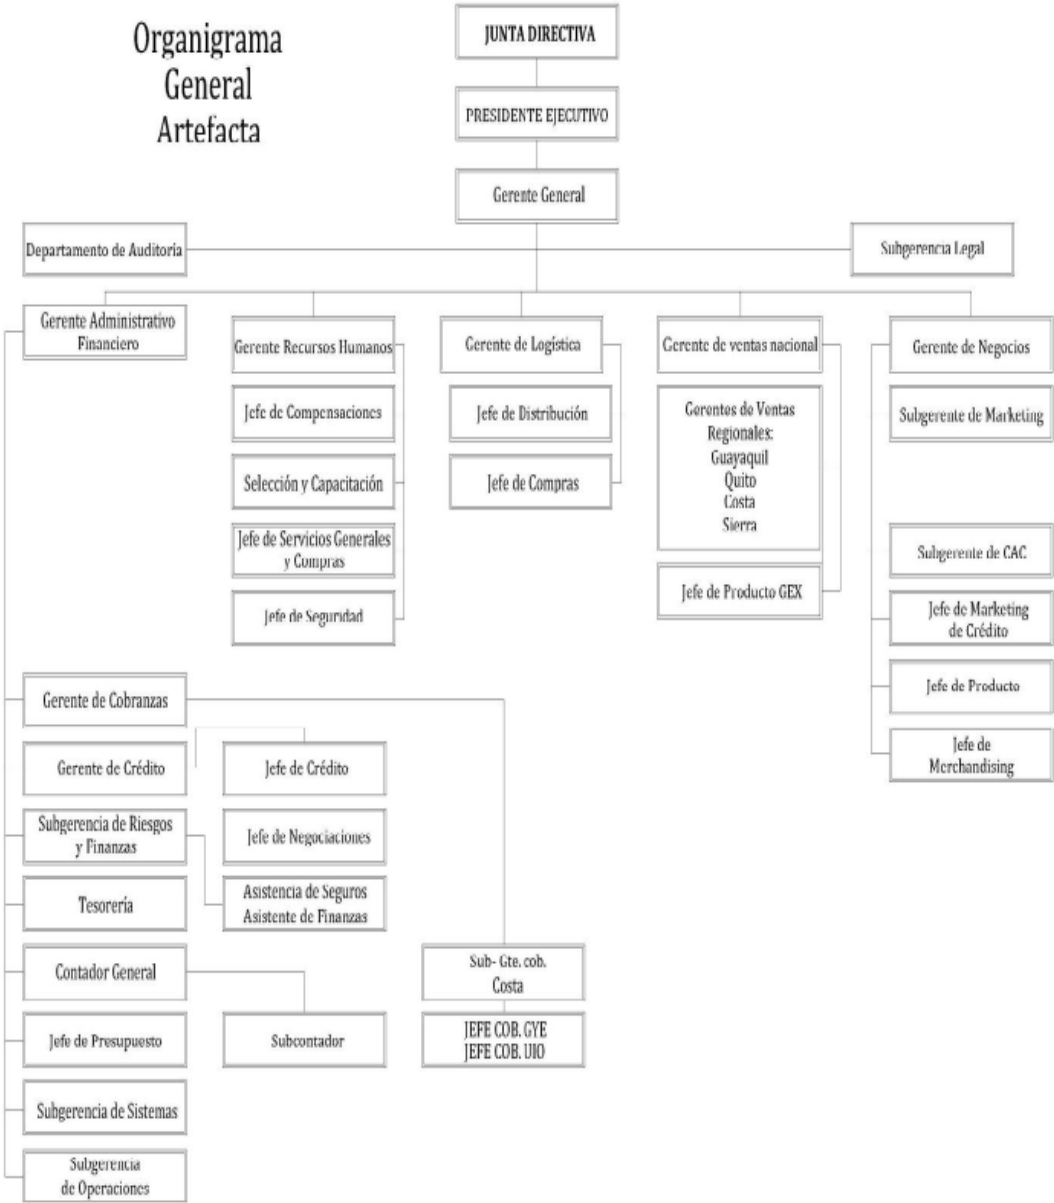 Organigrama
General
Artefacta
JUNTA DIRECTIVA
PRESIDENTE EJECUTIVO
Gerente General
Departamento de Auditoría
Subgerencia Legal
Gerente Administrativo
Financiero
Gerente Recursos Humanos
Gerente de Logística
Gerente de ventas nacional
Gerente de Negocios
Jefe de Compensaciones
Jefe de Distribución
Gerentes de Ventas
Regionales:
Guayaquil
Quito
Costa
Sierra
Subgerente de Marketing
Selección y Capacitación
Jefe de Compras
Jefe de Servicios Generales
y Compras
Subgerente de CAC
Jefe de Seguridad
Jefe de Producto GEX
Jefe de Marketing
de Crédito
Gerente de Cobranzas
Jefe de Producto
Gerente de Crédito
Jefe de Crédito
Jefe de
Merchandising
Subgerencia de Riesgos
y Finanzas
Jefe de Negociaciones
Tesorería
Asistencia de Seguros
Asistente de Finanzas
Contador General
Sub- Gte. cob.
Costa
Jefe de Presupuesto
Subcontador
JEFE COB. GYE
JEFE COB. UIO
Subgerencia de Sistemas
Subgerencia
de Operaciones